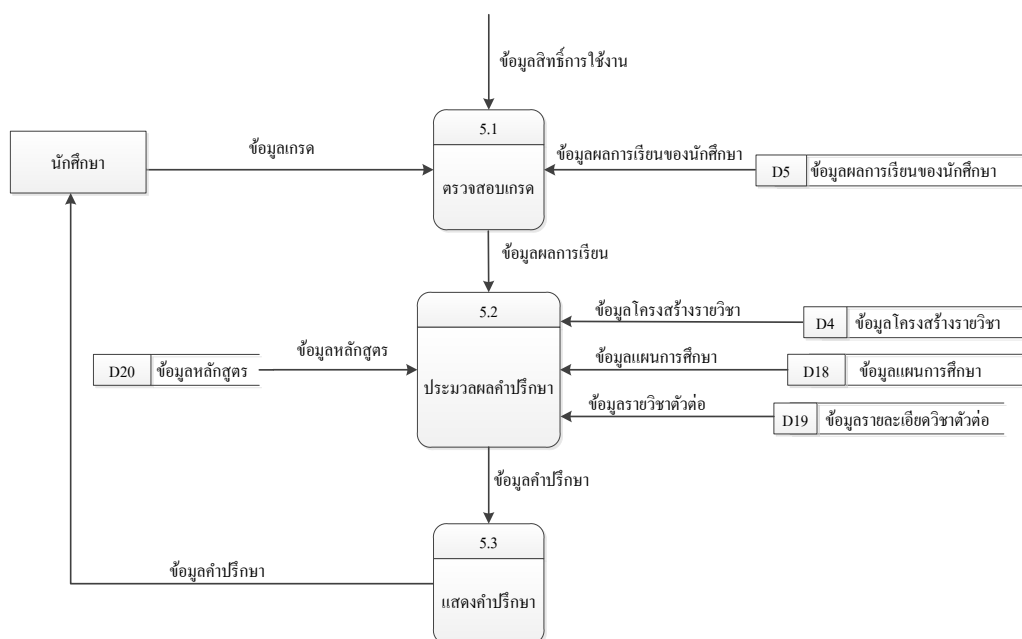 ข้อมูลสิทธิ์การใช้งาน
5.1
ตรวจสอบเกรด
นักศึกษา
ข้อมูลเกรด
ข้อมูลผลการเรียนของนักศึกษา
D5
ข้อมูลผลการเรียนของนักศึกษา
ข้อมูลผลการเรียน
5.2
ประมวลผลคำปรึกษา
ข้อมูลโครงสร้างรายวิชา
D4
ข้อมูลโครงสร้างรายวิชา
D20
ข้อมูลหลักสูตร
ข้อมูลหลักสูตร
ข้อมูลแผนการศึกษา
D18
ข้อมูลแผนการศึกษา
ข้อมูลรายวิชาตัวต่อ
D19
ข้อมูลรายละเอียดวิชาตัวต่อ
ข้อมูลคำปรึกษา
5.3
แสดงคำปรึกษา
ข้อมูลคำปรึกษา